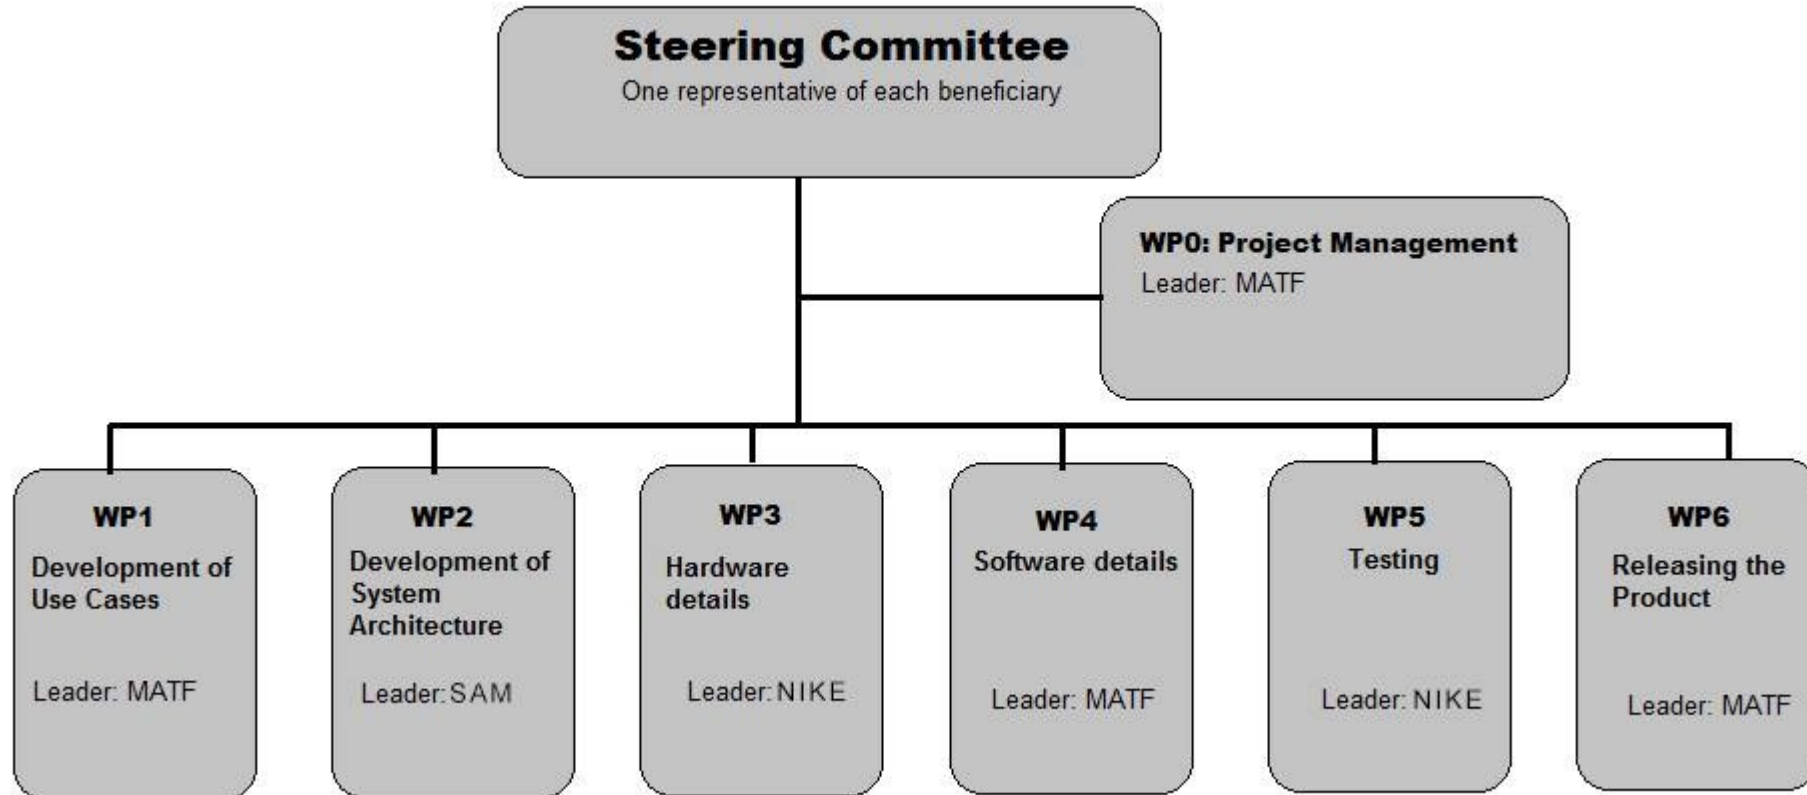 Steering Committee
One representative of each beneficiary
WP0: Project Management
Leader: MATF
WP1
Development of
Use Cases
Leader: MATF
WP2
Development of
System
Architecture
Leader: SAM
WP3
Hardware
details
Leader: NIKE
WP4
Software details
Leader: MATF
WP5
Testing
Leader: NIKE
WP6
Releasing the
Product
Leader: MATF